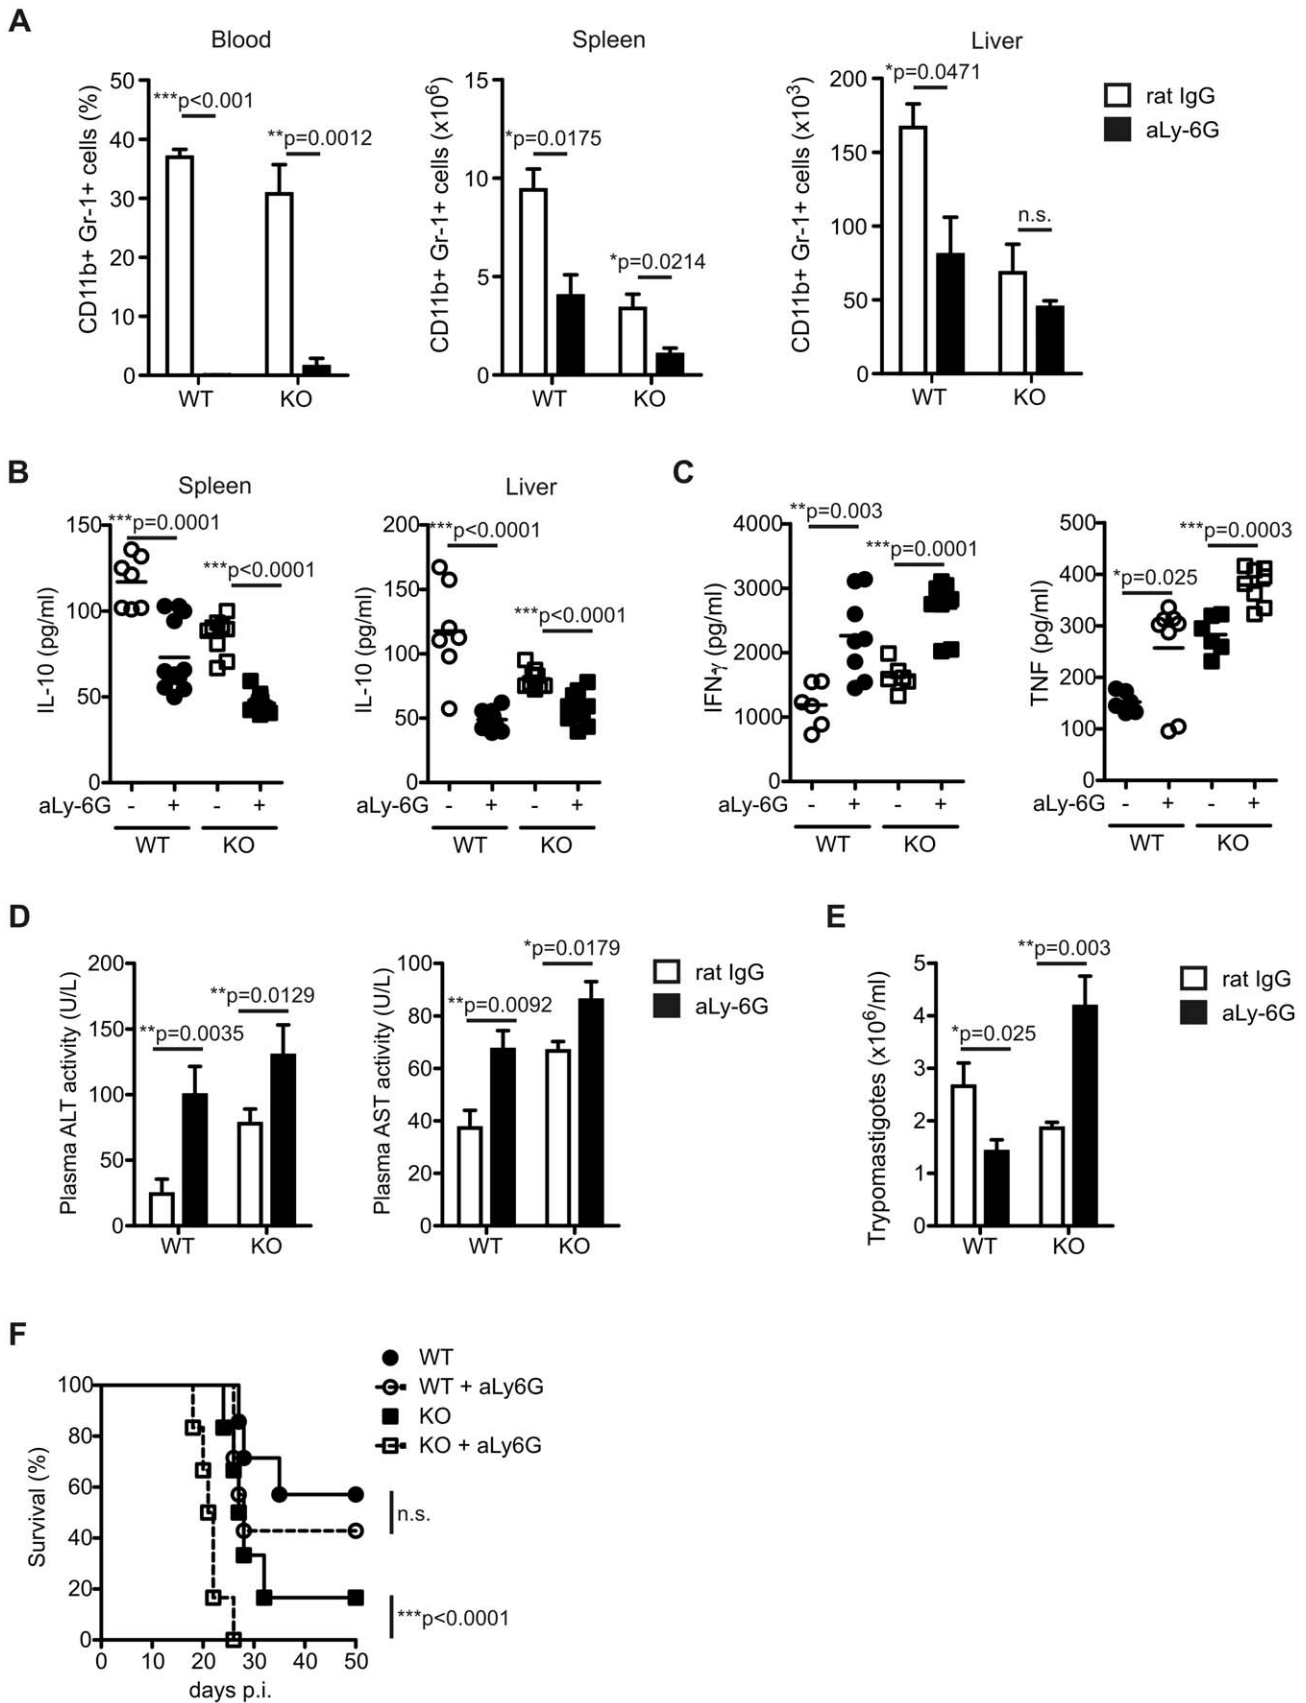 A
Blood
Spleen
Liver
CD11b+ Gr-1+ cells (%)
50
40
30
20
10
0
***p<0.001
**p=0.0012
WT
KO
CD11b+ Gr-1+ cells (x10⁶)
15
10
5
0
*p=0.0175
*p=0.0214
WT
KO
CD11b+ Gr-1+ cells (x10³)
200
150
100
50
0
*p=0.0471
n.s.
WT
KO
rat IgG
aLy-6G
B
Spleen
IL-10 (pg/ml)
150
100
50
0
***p=0.0001
***p<0.0001
aLy-6G - + - +
WT
KO
Liver
IL-10 (pg/ml)
200
150
100
50
0
***p<0.0001
***p<0.0001
aLy-6G - + - +
WT
KO
C
IFN-γ (pg/ml)
4000
3000
2000
1000
0
**p=0.003
***p=0.0001
aLy-6G - + - +
WT
KO
TNF (pg/ml)
500
400
300
200
100
0
*p=0.025
***p=0.0003
aLy-6G - + - +
WT
KO
D
Plasma ALT activity (U/L)
200
150
100
50
0
**p=0.0035
**p=0.0129
WT
KO
Plasma AST activity (U/L)
100
80
60
40
20
0
**p=0.0092
*p=0.0179
WT
KO
rat IgG
aLy-6G
E
Trypomastigotes (x10⁶/ml)
5
4
3
2
1
0
*p=0.025
**p=0.003
WT
KO
rat IgG
aLy-6G
F
Survival (%)
100
80
60
40
20
0
0 10 20 30 40 50
days p.i.
WT
WT + aLy6G
KO
KO + aLy6G
n.s.
***p<0.0001